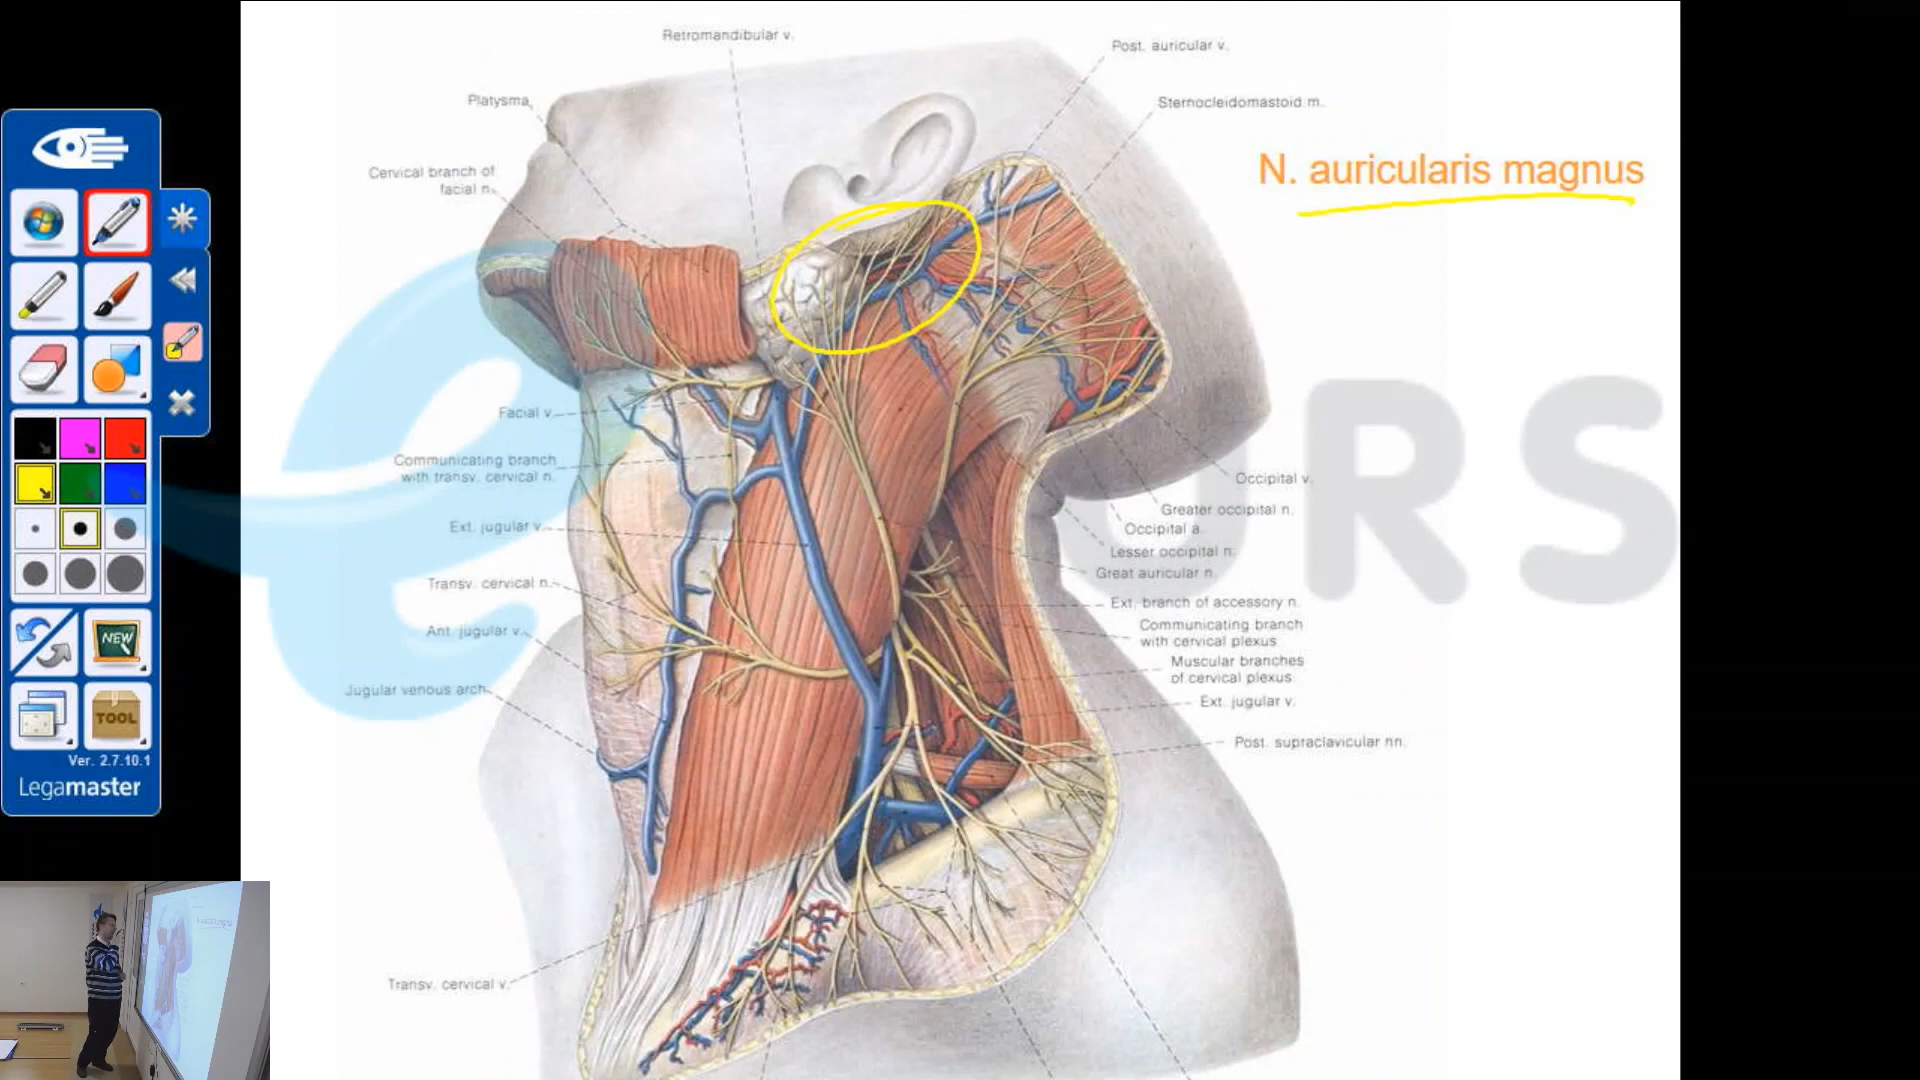 Retromandibular v.
Post. auricular v.
Platysma
Sternocleidomastoid m.
Cervical branch of
facial n.
N. auricularis magnus
Facial v.
Communicating branch
with transv. cervical n.
Ext. jugular v.
Transv. cervical n.
Ant. jugular v.
Jugular venous arch
Transv. cervical v.
Occipital v.
Greater occipital n.
Occipital a.
Lesser occipital n.
Great auricular n.
Ext. branch of accessory n.
Communicating branch
with cervical plexus
Muscular branches
of cervical plexus
Ext. jugular v.
Post. supraclavicular nn.
URS
NEW
TOOL
Ver. 2.7.10.1
Legamaster